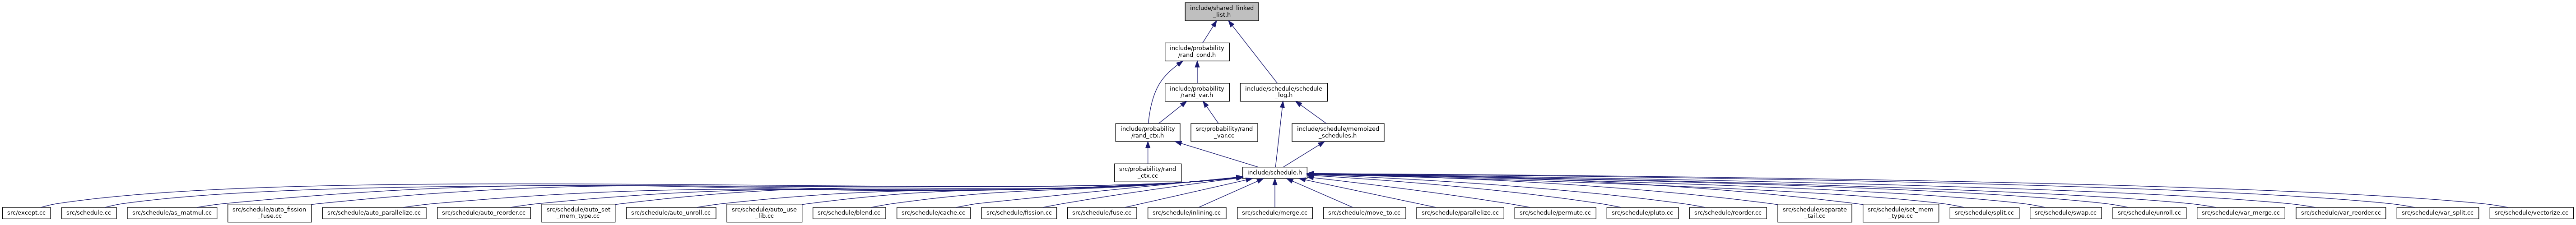 include/shared_linked
_list.h
include/probability
/rand_cond.h
include/probability
/rand_var.h
include/schedule/schedule
_log.h
include/probability
/rand_ctx.h
src/probability/rand
_var.cc
include/schedule/memoized
_schedules.h
src/probability/rand
_ctx.cc
include/schedule.h
src/except.cc
src/schedule.cc
src/schedule/as_matmul.cc
src/schedule/auto_fission
_fuse.cc
src/schedule/auto_parallelize.cc
src/schedule/auto_reorder.cc
src/schedule/auto_set
_mem_type.cc
src/schedule/auto_unroll.cc
src/schedule/auto_use
_lib.cc
src/schedule/blend.cc
src/schedule/cache.cc
src/schedule/fission.cc
src/schedule/fuse.cc
src/schedule/inlining.cc
src/schedule/merge.cc
src/schedule/move_to.cc
src/schedule/parallelize.cc
src/schedule/permute.cc
src/schedule/pluto.cc
src/schedule/reorder.cc
src/schedule/separate
_tail.cc
src/schedule/set_mem
_type.cc
src/schedule/split.cc
src/schedule/swap.cc
src/schedule/unroll.cc
src/schedule/var_merge.cc
src/schedule/var_reorder.cc
src/schedule/var_split.cc
src/schedule/vectorize.cc